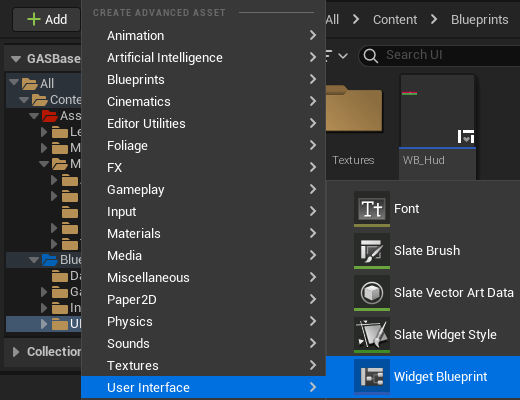 Add
CREATE ADVANCED ASSET
All > Content > Blueprints
GASBase
Animation
Artificial Intelligence
Search UI
All
Blueprints
Conte
Cinematics
Ass
Editor Utilities
Le
Foliage
M
FX
M
Textures
WB_Hud
Gameplay
Input
Font
Materials
Slate Brush
Blue
Media
Da
Miscellaneous
Ga
Paper2D
Slate Vector Art Data
In
Physics
UI
Sounds
Slate Widget Style
Collection
Textures
User Interface
Widget Blueprint